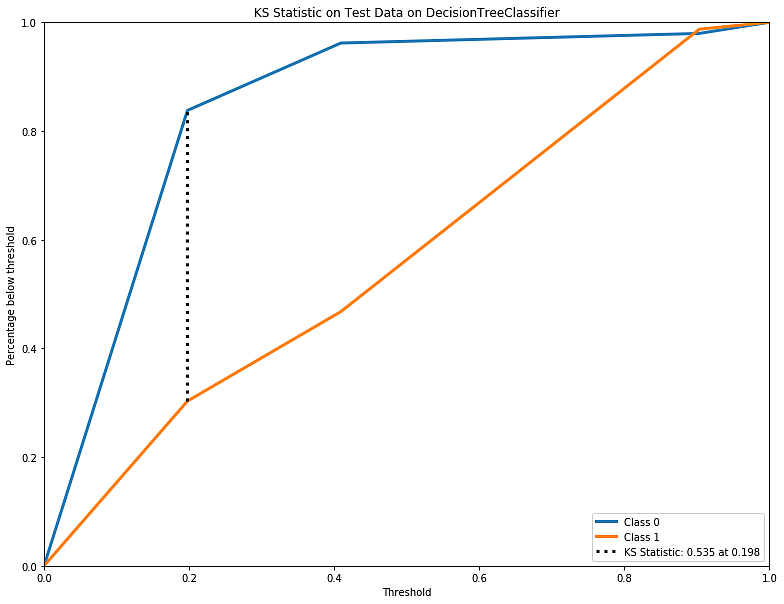 KS Statistic on Test Data on DecisionTreeClassifier
1.0
0.8
0.6
0.4
0.2
0.0
Percentage below threshold
0.0 0.2 0.4 0.6 0.8 1.0
Threshold
Class 0
Class 1
KS Statistic: 0.535 at 0.198